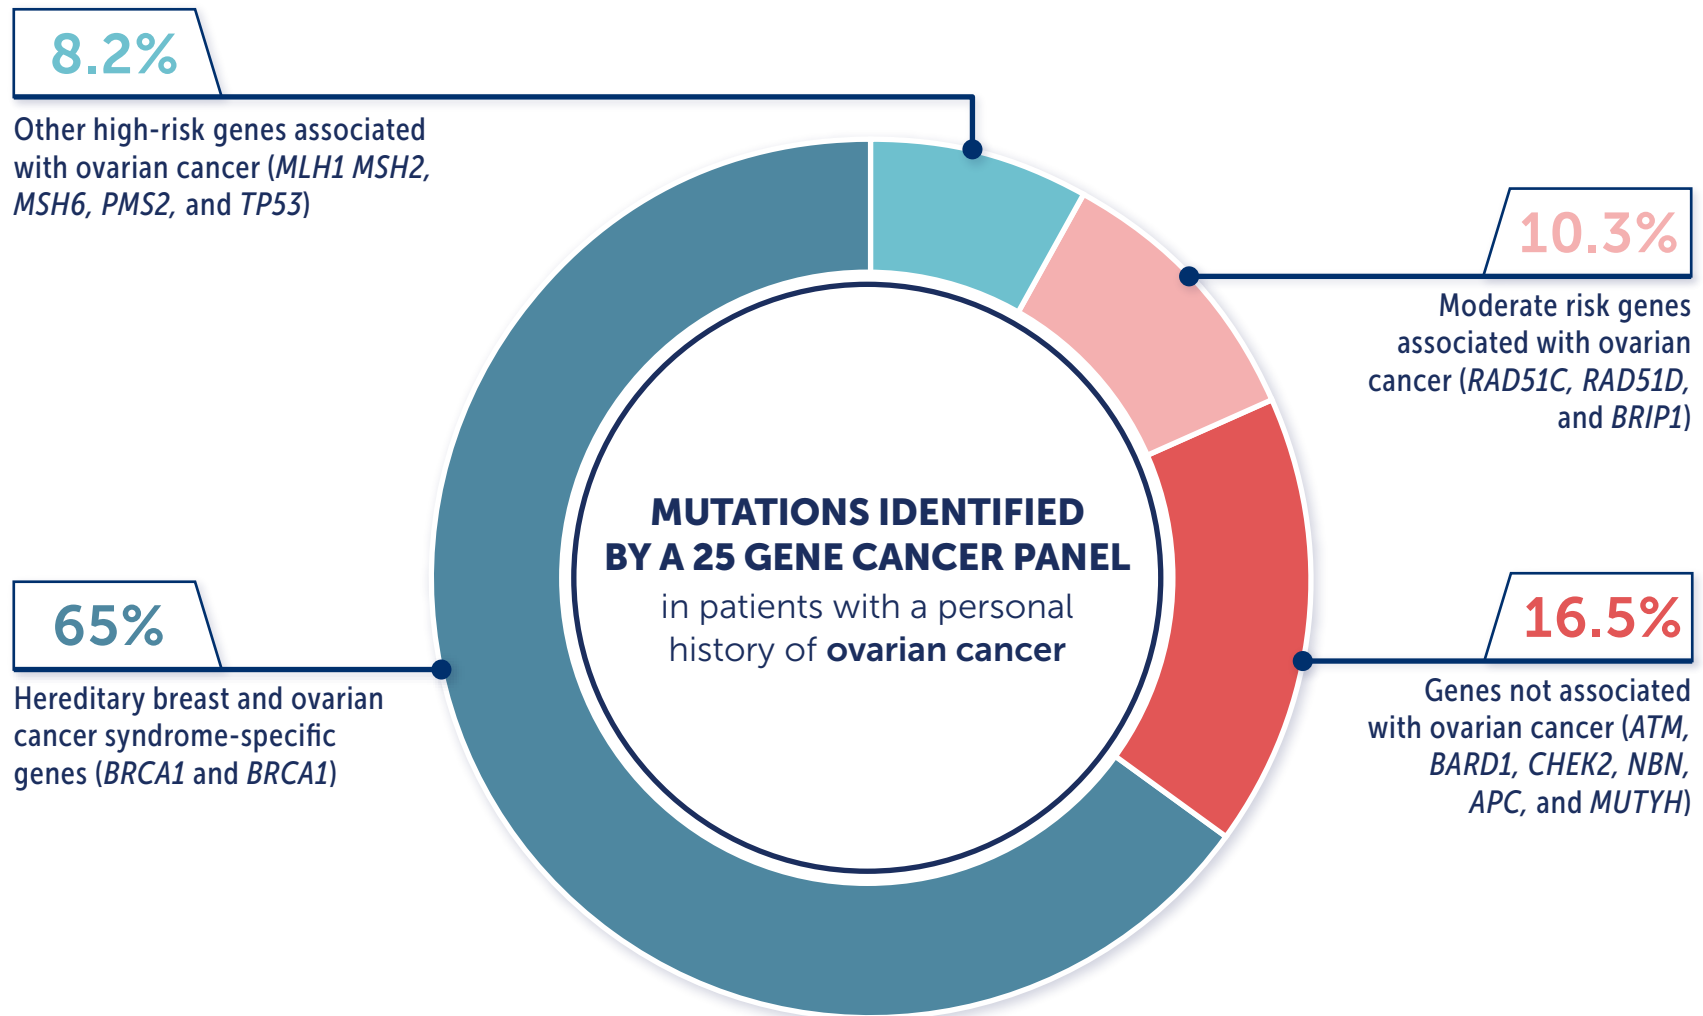 8.2%
Other high-risk genes associated
with ovarian cancer (MLH1 MSH2,
MSH6, PMS2, and TP53)
10.3%
Moderate risk genes
associated with ovarian
cancer (RAD51C, RAD51D,
and BRIP1)
MUTATIONS IDENTIFIED
BY A 25 GENE CANCER PANEL
in patients with a personal
history of ovarian cancer
65%
Hereditary breast and ovarian
cancer syndrome-specific
genes (BRCA1 and BRCA1)
16.5%
Genes not associated
with ovarian cancer (ATM,
BARD1, CHEK2, NBN,
APC, and MUTYH)